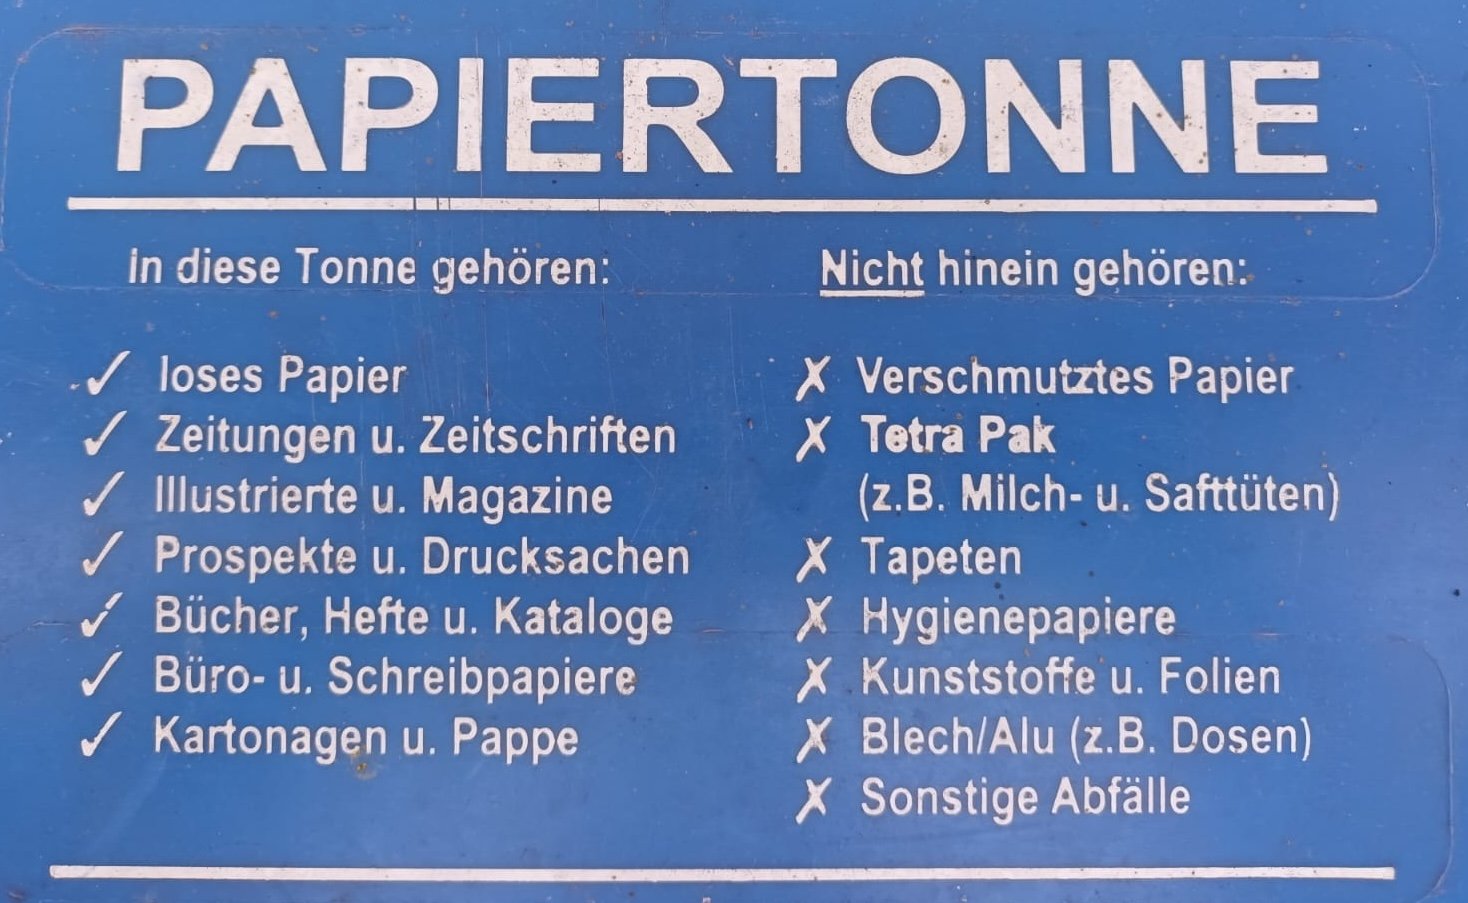 PAPIERTONNE
In diese Tonne gehören:
loses Papier
Zeitungen u. Zeitschriften
Illustrierte u. Magazine
Prospekte u. Drucksachen
Bücher, Hefte u. Kataloge
Büro- u. Schreibpapiere
Kartonagen u. Pappe
Nicht hinein gehören:
Verschmutztes Papier
Tetra Pak
(z.B. Milch- u. Safttüten)
Tapeten
Hygienepapiere
Kunststoffe u. Folien
Blech/Alu (z.B. Dosen)
Sonstige Abfälle